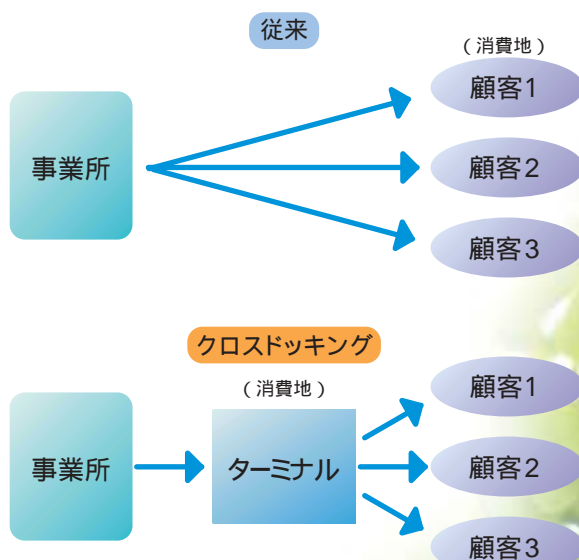 従来
(消費地)
顧客1
事業所
顧客2
顧客3
クロスドッキング
(消費地)
顧客1
事業所
ターミナル
顧客2
顧客3